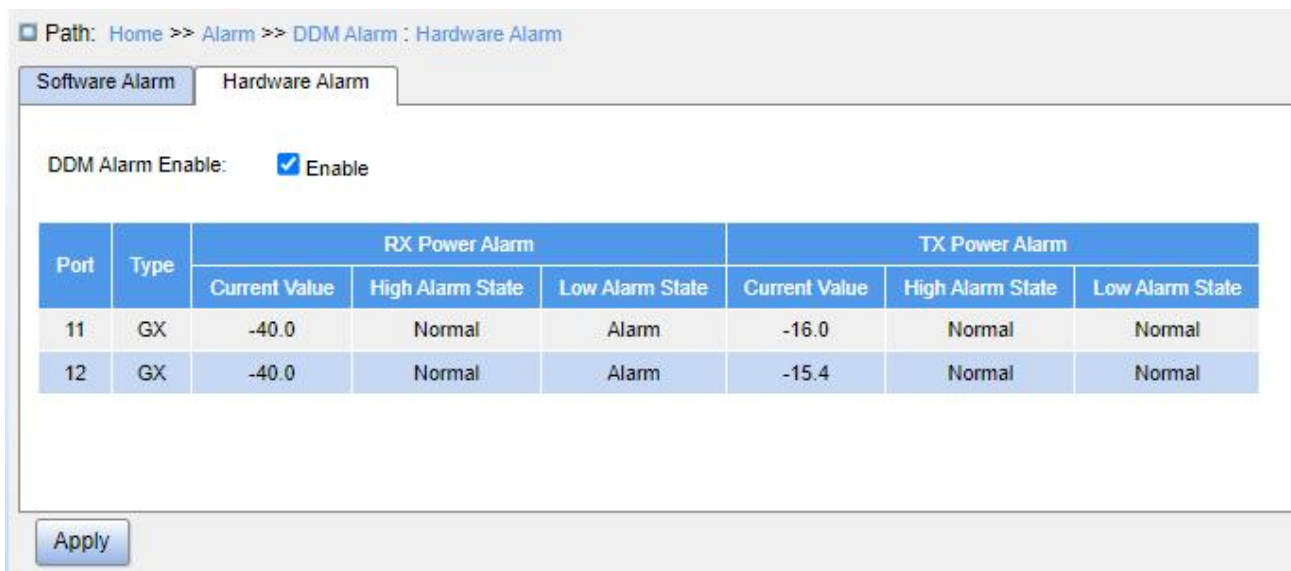 Path: Home >> Alarm >> DDM Alarm : Hardware Alarm
Software Alarm Hardware Alarm
DDM Alarm Enable: Enable
Port Type RX Power Alarm TX Power Alarm
Current Value High Alarm State Low Alarm State Current Value High Alarm State Low Alarm State
11 GX -40.0 Normal Alarm -16.0 Normal Normal
12 GX -40.0 Normal Alarm -15.4 Normal Normal
Apply